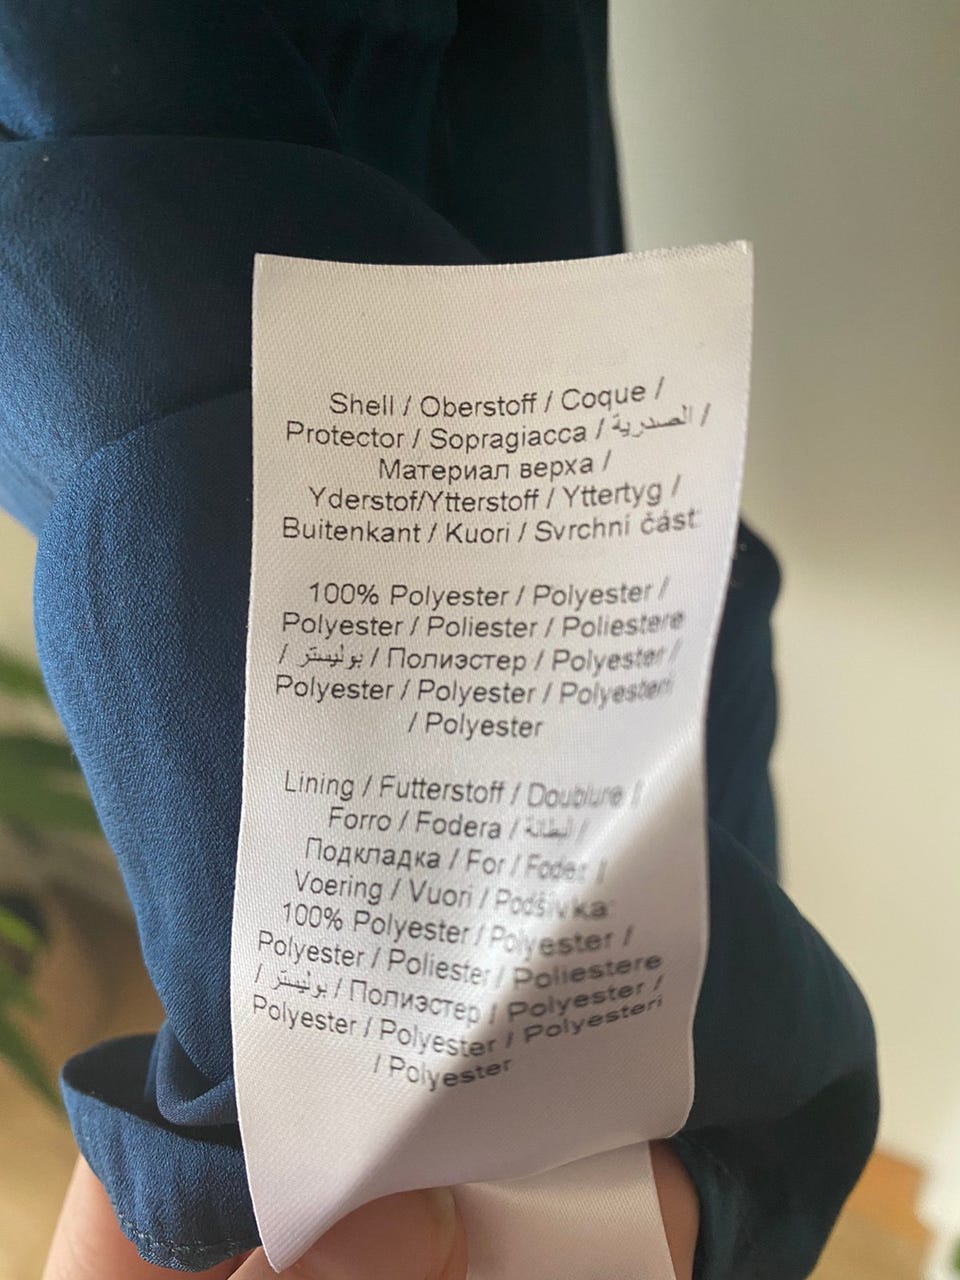 Shell / Oberstoff / Coque /
Protector / Sopragiacca / الصدرية /
Материал верха /
Yderstof/Ytterstoff / Yttertyg /
Buitenkant / Kuori / Svrchní část:
100% Polyester / Polyester /
Polyester / Poliester / Poliestere
/ بوليستر / Полиэстер / Polyester /
Polyester / Polyester / Polyesteri
/ Polyester
Lining / Futterstoff / Doublure /
Forro / Fodera / البطانة /
Подкладка / For / Foder /
Voering / Vuori / Podšívka:
100% Polyester / Polyester /
Polyester / Poliester / Poliestere
/ بوليستر / Полиэстер / Polyester /
Polyester / Polyester / Polyesteri
/ Polyester